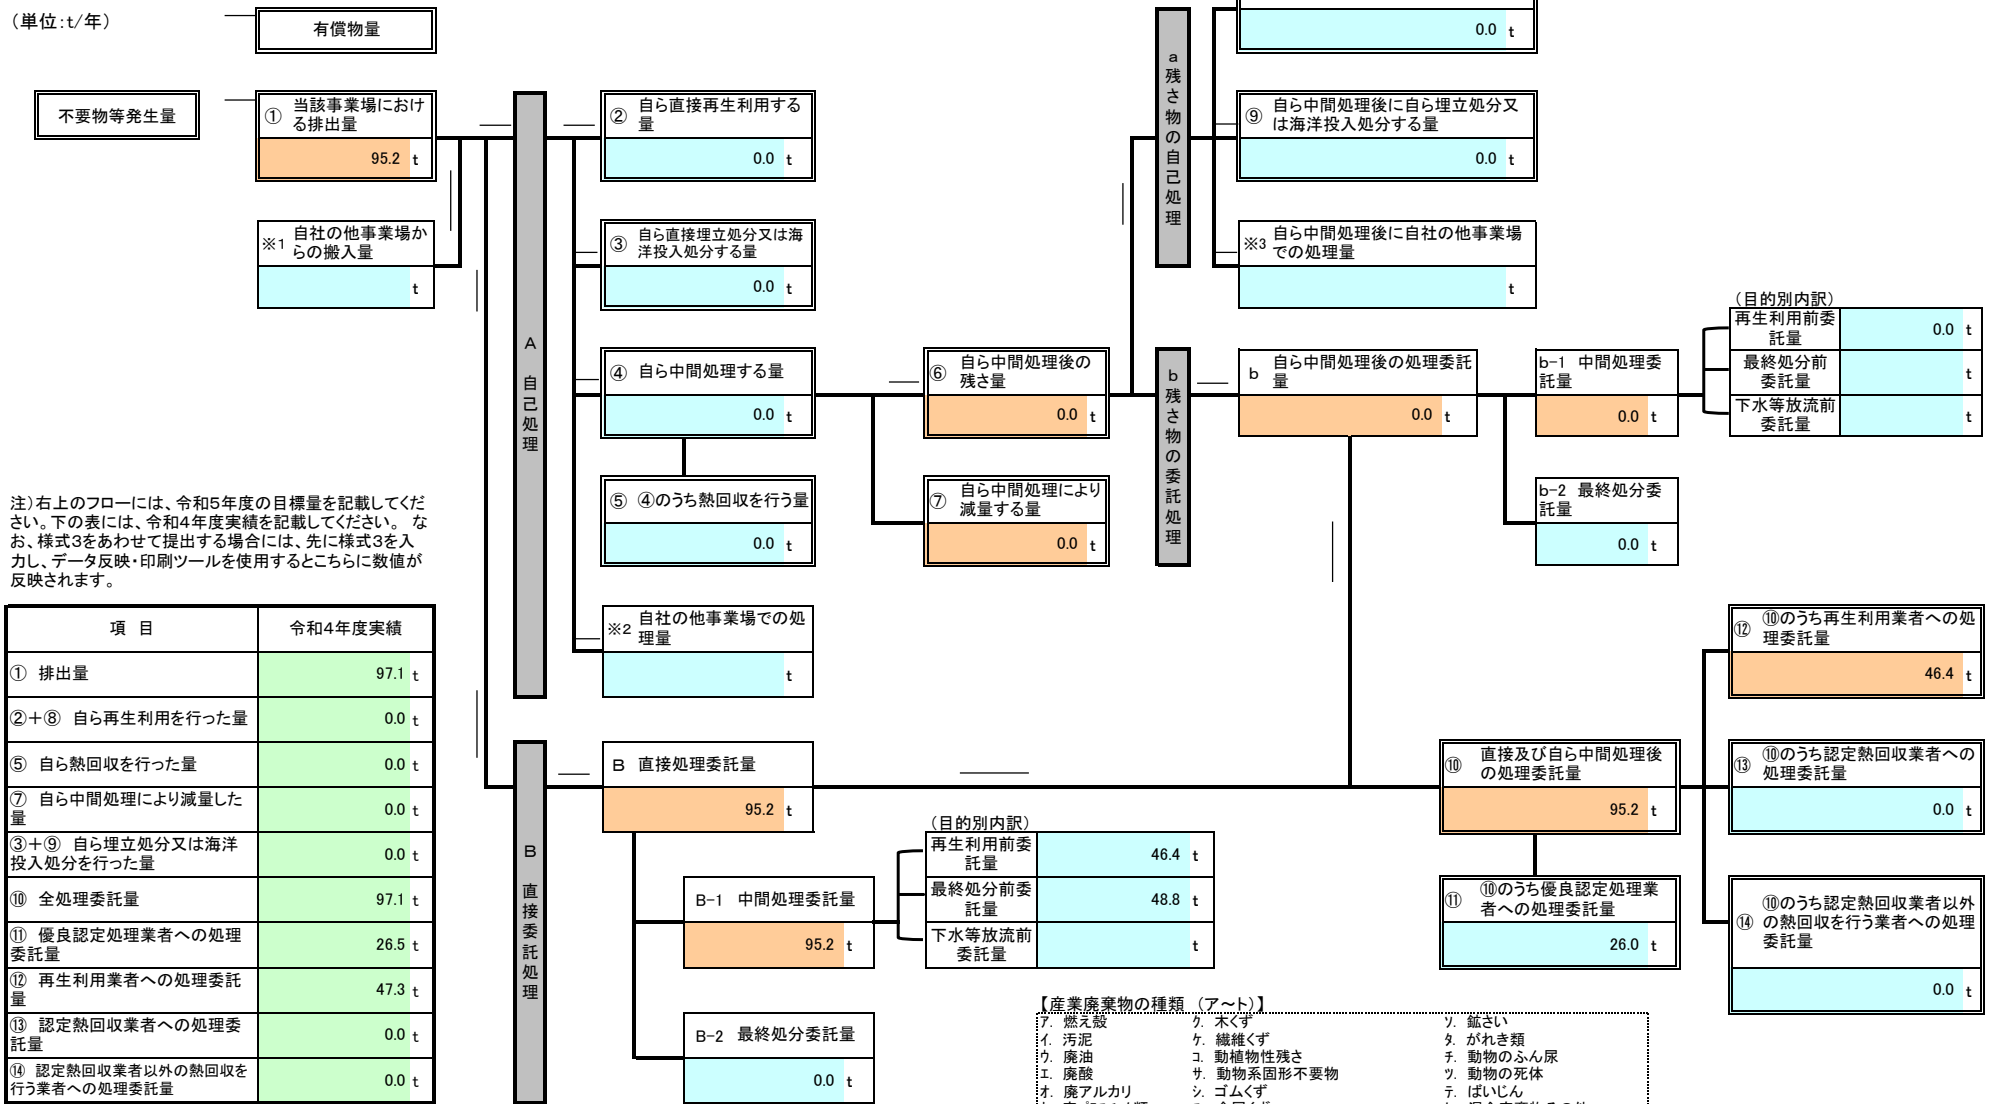 (単位:t/年)
有償物量
不要物等発生量
① 当該事業場におけ
る排出量
95.2 t
※1 自社の他事業場か
らの搬入量
t
A 自己処理
② 自ら直接再生利用する
量
0.0 t
③ 自ら直接埋立処分又は海
洋投入処分する量
0.0 t
④ 自ら中間処理する量
0.0 t
⑤ ④のうち熱回収を行う量
0.0 t
※2 自社の他事業場での処
理量
t
⑥ 自ら中間処理後の
残さ量
0.0 t
⑦ 自ら中間処理により
減量する量
0.0 t
a 残さ物の自己処理
0.0 t
⑨ 自ら中間処理後に自ら埋立処分又
は海洋投入処分する量
0.0 t
※3 自ら中間処理後に自社の他事業場
での処理量
t
b 残さ物の委託処理
b 自ら中間処理後の処理委託
量
0.0 t
b-1 中間処理委
託量
0.0 t
b-2 最終処分委
託量
0.0 t
(目的別内訳)
再生利用前委
託量
0.0 t
最終処分前
委託量
t
下水等放流前
委託量
t
注)右上のフローには、令和5年度の目標量を記載してくだ
さい。下の表には、令和4年度実績を記載してください。 な
お、様式3をあわせて提出する場合には、先に様式3を入
力し、データ反映・印刷ツールを使用するとこちらに数値が
反映されます。
項 目 令和4年度実績
① 排出量 97.1 t
②+⑧ 自ら再生利用を行った量 0.0 t
⑤ 自ら熱回収を行った量 0.0 t
⑦ 自ら中間処理により減量した
量 0.0 t
③+⑨ 自ら埋立処分又は海洋
投入処分を行った量 0.0 t
⑩ 全処理委託量 97.1 t
⑪ 優良認定処理業者への処理
委託量 26.5 t
⑫ 再生利用業者への処理委託
量 47.3 t
⑬ 認定熱回収業者への処理委
託量 0.0 t
⑭ 認定熱回収業者以外の熱回収を
行う業者への処理委託量 0.0 t
B 直接委託処理
B 直接処理委託量
95.2 t
B-1 中間処理委託量
95.2 t
B-2 最終処分委託量
0.0 t
(目的別内訳)
再生利用前委
託量
46.4 t
最終処分前委
託量
48.8 t
下水等放流前
委託量
t
⑩ 直接及び自ら中間処理後
の処理委託量
95.2 t
⑪ ⑩のうち優良認定処理業
者への処理委託量
26.0 t
⑫ ⑩のうち再生利用業者への処
理委託量
46.4 t
⑬ ⑩のうち認定熱回収業者への
処理委託量
0.0 t
⑭ ⑩のうち認定熱回収業者以外
の熱回収を行う業者への処理
委託量
0.0 t
【産業廃棄物の種類 (ア~ト)】
ア. 燃え殻 ク. 木くず ソ. 鉱さい
イ. 汚泥 ケ. 繊維くず タ. がれき類
ウ. 廃油 コ. 動植物性残さ チ. 動物のふん尿
エ. 廃酸 サ. 動物系固形不要物 ツ. 動物の死体
オ. 廃アルカリ シ. ゴムくず テ. ばいじん